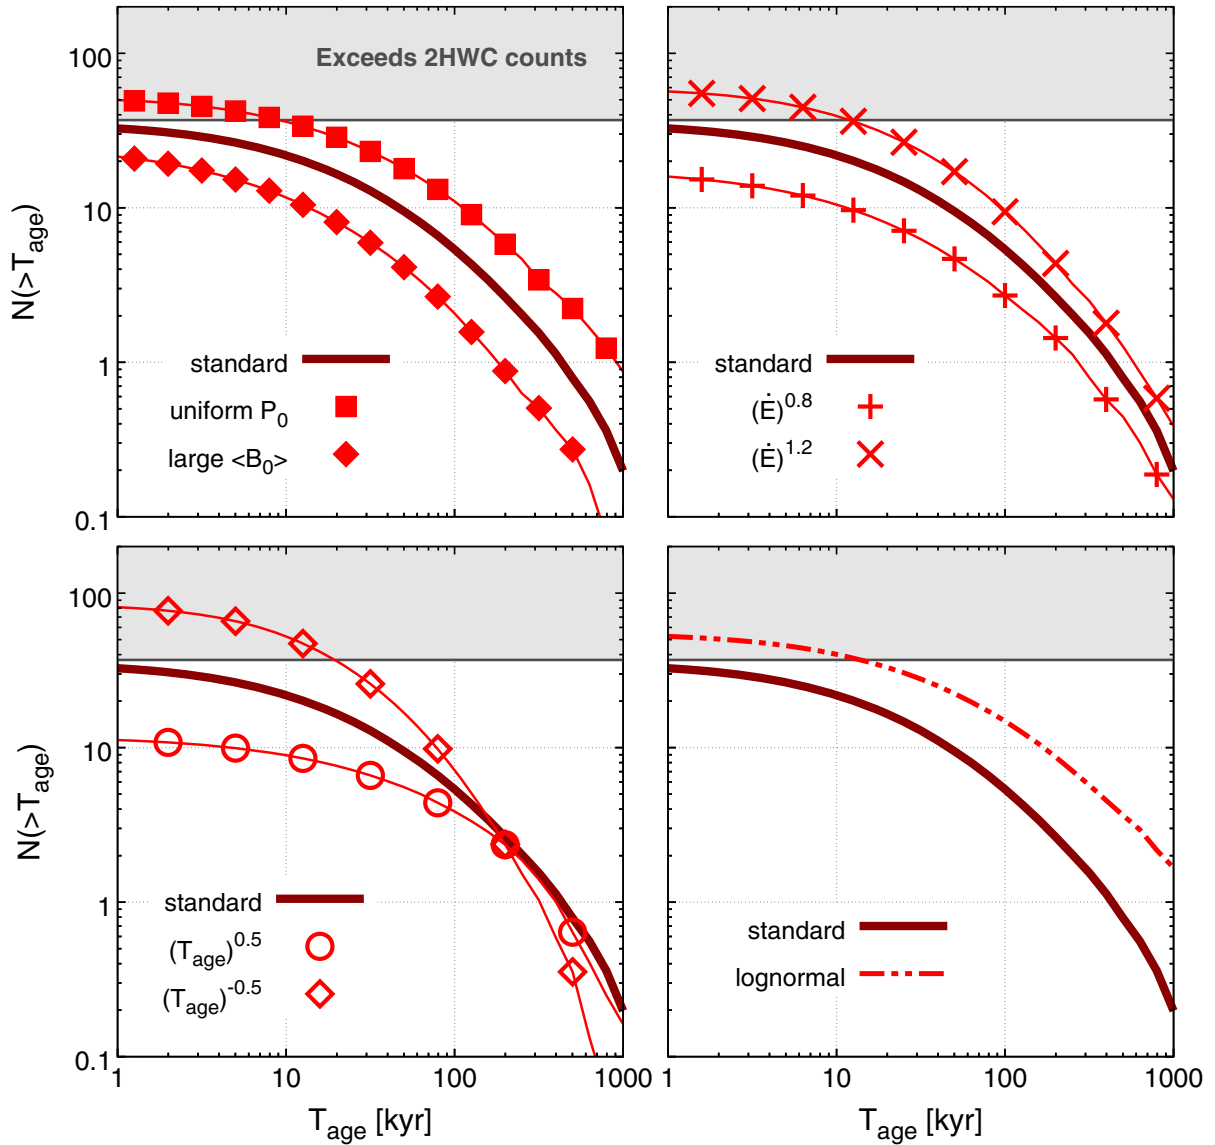 100
10
1
0.1
N(>T_age)
Exceeds 2HWC counts
standard
uniform P_0
large <B_0>
standard
(Ė)^0.8
(Ė)^1.2
100
10
1
0.1
N(>T_age)
standard
(T_age)^0.5
(T_age)^-0.5
1 10 100 1000
T_age [kyr]
standard
lognormal
1 10 100 1000
T_age [kyr]